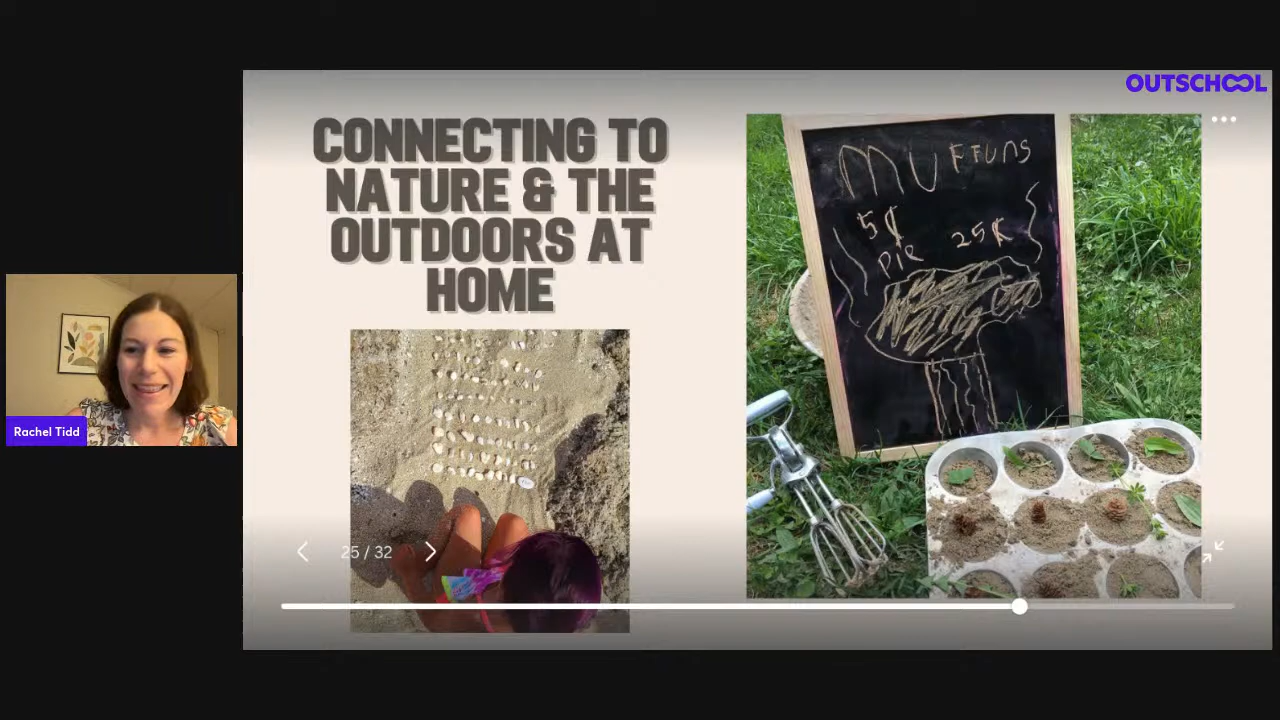 OUTSCHOOL
CONNECTING TO
NATURE & THE
OUTDOORS AT
HOME
MUFFUNS
5¢
PIE 25¢
25 / 32
Rachel Tidd